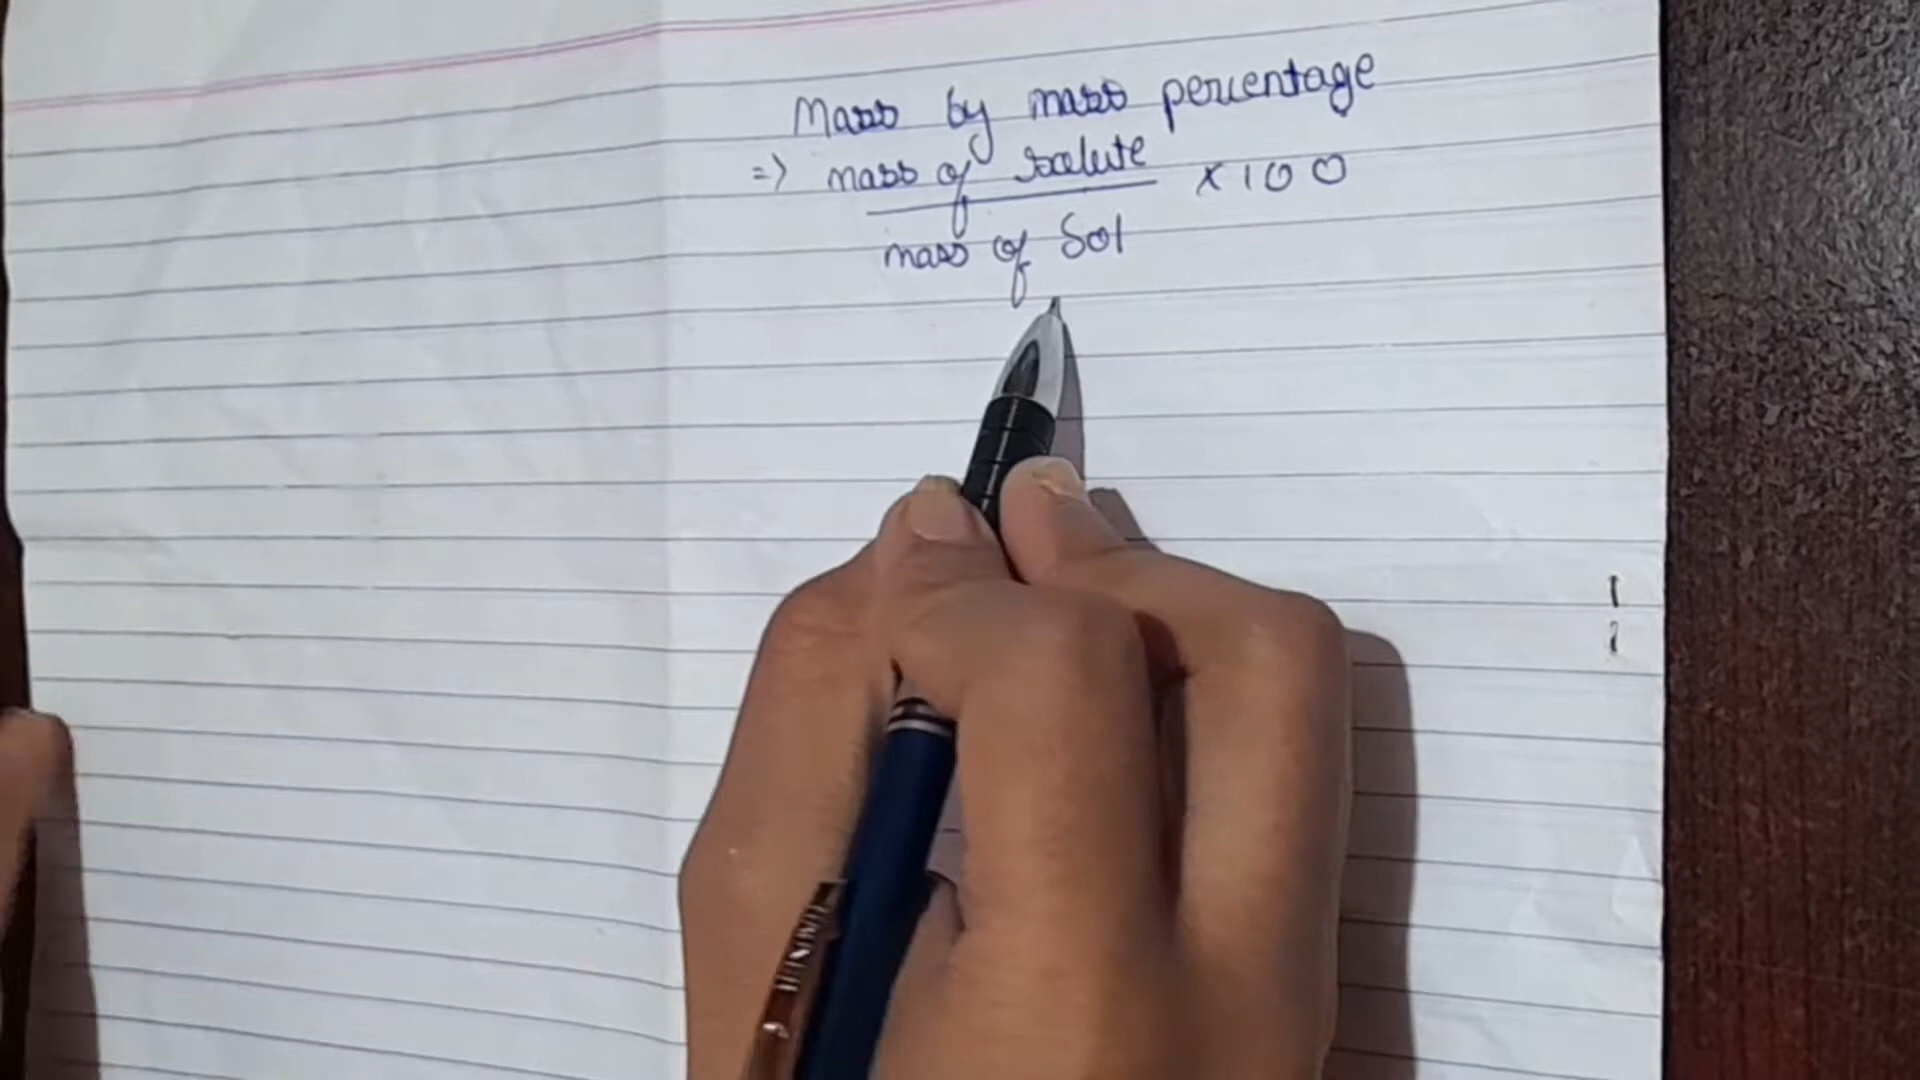 Mass by mass percentage
=> mass of solute × 100
mass of Sol